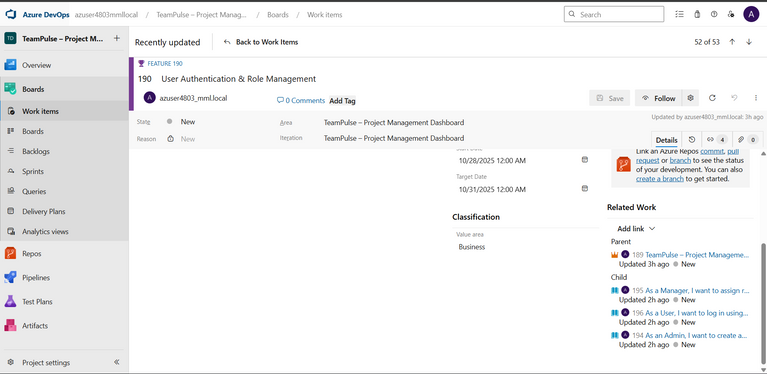 Azure DevOps azuser4803mmllocal / TeamPulse – Project Manag... / Boards / Work items Search A
TD TeamPulse – Project M... +
Recently updated Back to Work Items 52 of 53
Overview
Boards
Work items
Boards
Backlogs
Sprints
Queries
Delivery Plans
Analytics views
Repos
Pipelines
Test Plans
Artifacts
Project settings
FEATURE 190
190 User Authentication & Role Management
A azuser4803_mml.local 0 Comments Add Tag Save Follow
State New Area TeamPulse – Project Management Dashboard Updated by azuser4803_mml.local: 3h ago
Reason New Iteration TeamPulse – Project Management Dashboard Details 4 0
10/28/2025 12:00 AM
Target Date
10/31/2025 12:00 AM
Classification
Value area
Business
Link an Azure Repos commit, pull
request or branch to see the status
of your development. You can also
create a branch to get started.
Related Work
Add link
Parent
A 189 TeamPulse – Project Manageme...
Updated 3h ago New
Child
A 195 As a Manager, I want to assign r...
Updated 2h ago New
A 196 As a User, I want to log in using...
Updated 2h ago New
A 194 As an Admin, I want to create a...
Updated 2h ago New